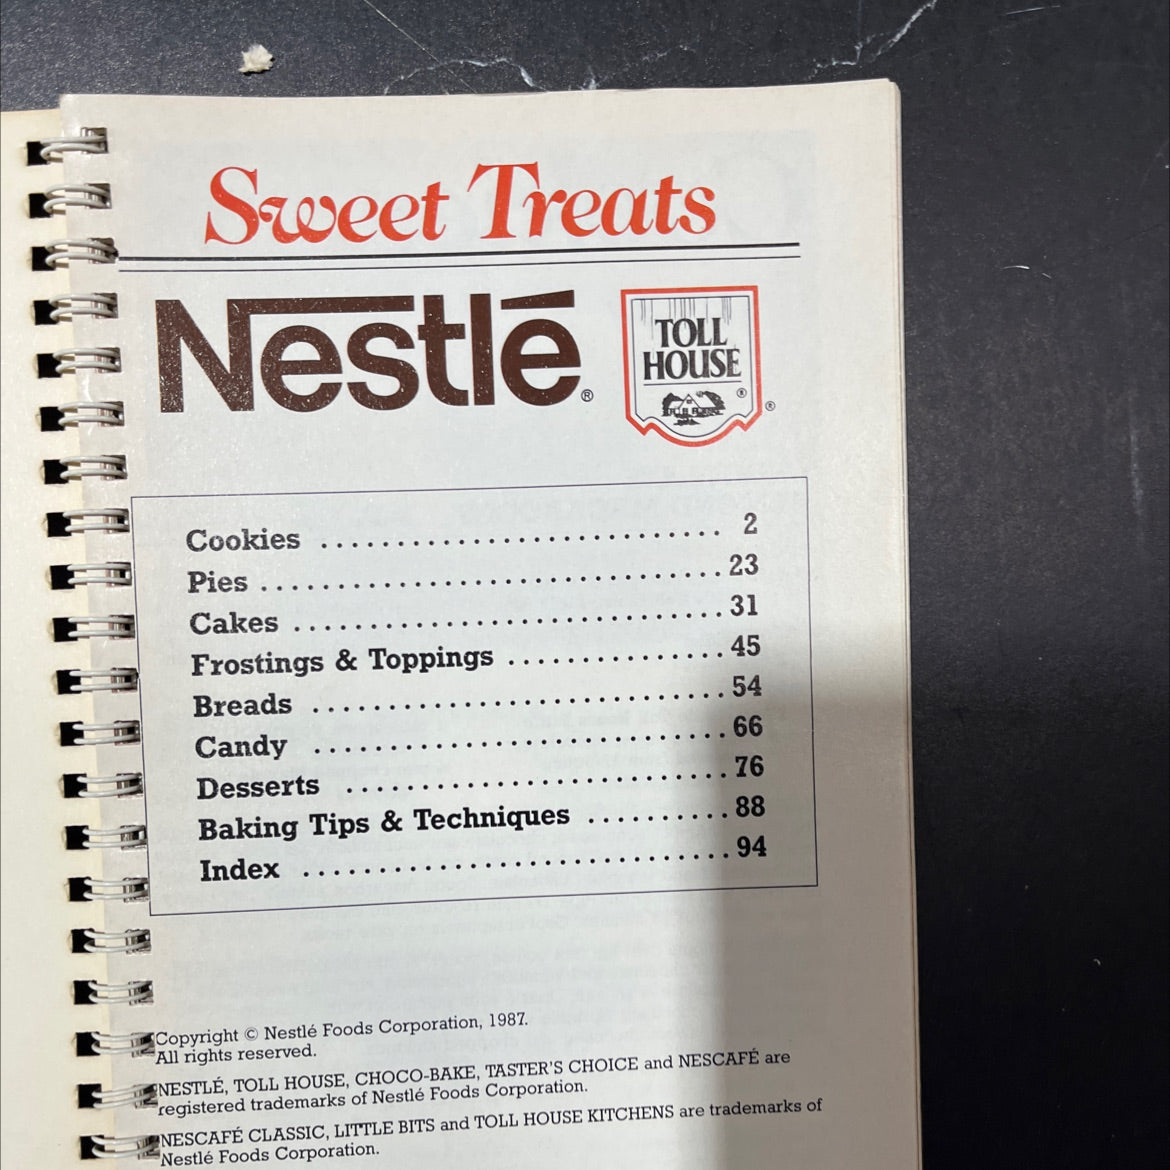 Sweet Treats
Nestlé®
TOLL
HOUSE
® ®
Cookies ........................... 2
Pies ............................... 23
Cakes ............................. 31
Frostings & Toppings ............... 45
Breads ............................ 54
Candy ............................ 66
Desserts .......................... 76
Baking Tips & Techniques .......... 88
Index ............................. 94
Copyright © Nestlé Foods Corporation, 1987.
All rights reserved.
NESTLÉ, TOLL HOUSE, CHOCO-BAKE, TASTER'S CHOICE and NESCAFÉ are
registered trademarks of Nestlé Foods Corporation.
NESCAFÉ CLASSIC, LITTLE BITS and TOLL HOUSE KITCHENS are trademarks of
Nestlé Foods Corporation.